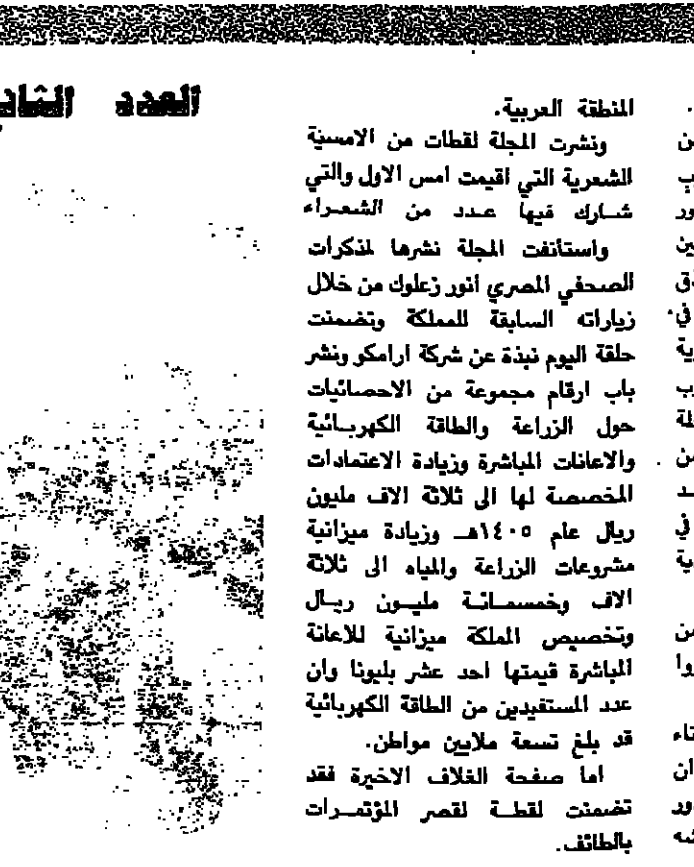 العدد
المنطقة العربية.
ونشرت المجلة لقطات من الامسية
الشعرية التي اقيمت امس الاول والتي
شارك فيها عدد من الشعراء
واستأنفت المجلة نشرها لمذكرات
الصحفي المصري انور زعلوك من خلال
زياراته السابقة للمملكة وتضمنت
حلقة اليوم نبذة عن شركة ارامكو ونشر
باب ارقام مجموعة من الاحصائيات
حول الزراعة والطاقة الكهربائية
والاعانات المباشرة وزيادة الاعتمادات
المخصصة لها الى ثلاثة الاف مليون
ريال عام ١٤٠٥هـ وزيادة ميزانية
مشروعات الزراعة والمياه الى ثلاثة
الاف وخمسمائة مليون ريال
وتخصيص الملكة ميزانية للاعانة
المباشرة قيمتها احد عشر بليونا وان
عدد المستفيدين من الطاقة الكهربائية
قد بلغ تسعة ملايين مواطن.
اما صفحة الغلاف الاخيرة فقد
تضمنت لقطة لقصر المؤتمرات
بالطائف.